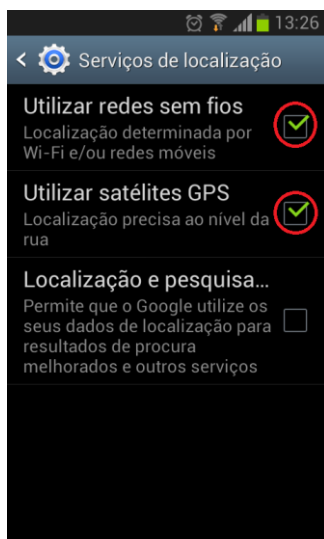 13:26
Serviços de localização
Utilizar redes sem fios
Localização determinada por
Wi-Fi e/ou redes móveis
Utilizar satélites GPS
Localização precisa ao nível da
rua
Localização e pesquisa...
Permite que o Google utilize os
seus dados de localização para
resultados de procura
melhorados e outros serviços